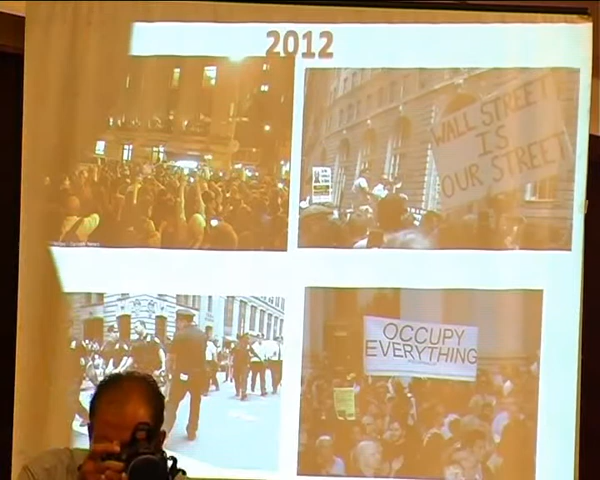 2012
WALL STREET
IS
OUR STREET
OCCUPY
EVERYTHING